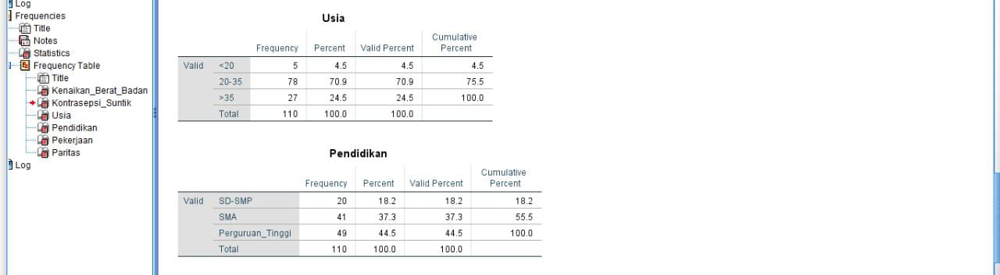 Log
Frequencies
Title
Notes
Statistics
Frequency Table
Title
Kenaikan_Berat_Badan
Kontrasepsi_Suntik
Usia
Pendidikan
Pekerjaan
Paritas
Log
Usia
Frequency Percent Valid Percent Cumulative Percent
Valid <20 5 4.5 4.5 4.5
20-35 78 70.9 70.9 75.5
>35 27 24.5 24.5 100.0
Total 110 100.0 100.0
Pendidikan
Frequency Percent Valid Percent Cumulative Percent
Valid SD-SMP 20 18.2 18.2 18.2
SMA 41 37.3 37.3 55.5
Perguruan_Tinggi 49 44.5 44.5 100.0
Total 110 100.0 100.0